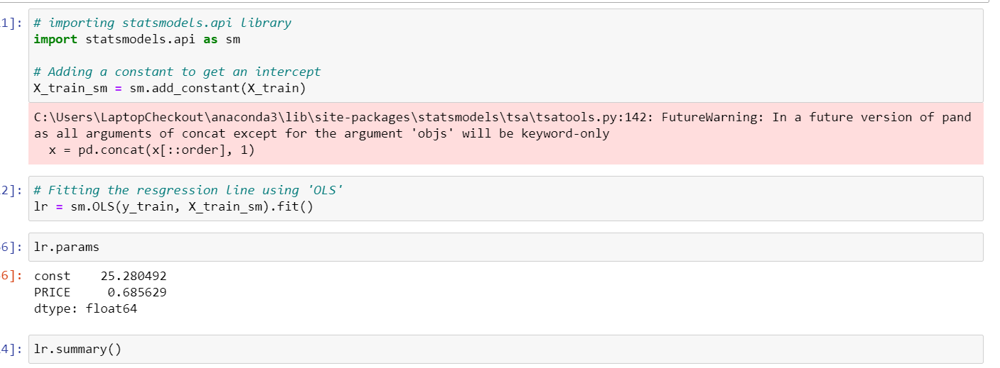 1]:
# importing statsmodels.api library
import statsmodels.api as sm
# Adding a constant to get an intercept
X_train_sm = sm.add_constant(X_train)
C:\Users\LaptopCheckout\anaconda3\lib\site-packages\statsmodels\tsa\tsatools.py:142: FutureWarning: In a future version of pand
as all arguments of concat except for the argument 'objs' will be keyword-only
x = pd.concat(x[::order], 1)
2]:
# Fitting the resgression line using 'OLS'
lr = sm.OLS(y_train, X_train_sm).fit()
6]:
lr.params
6]:
const    25.280492
PRICE     0.685629
dtype: float64
4]:
lr.summary()